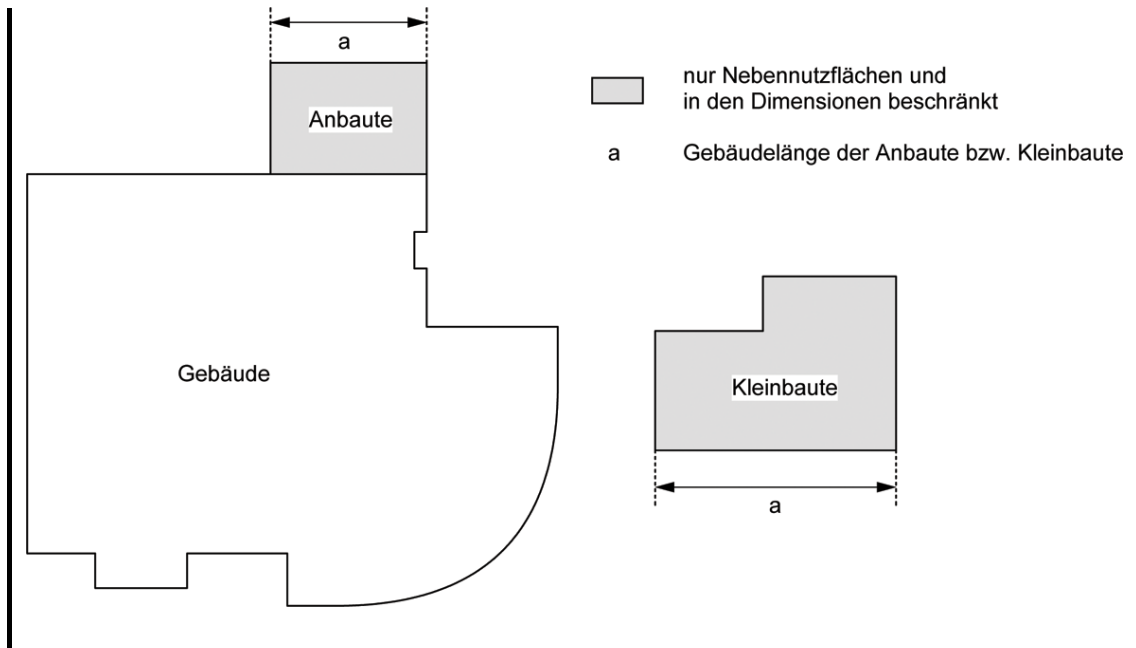 a
Anbaute
Gebäude
nur Nebennutzflächen und
in den Dimensionen beschränkt
a Gebäudelänge der Anbaute bzw. Kleinbaute
Kleinbaute
a